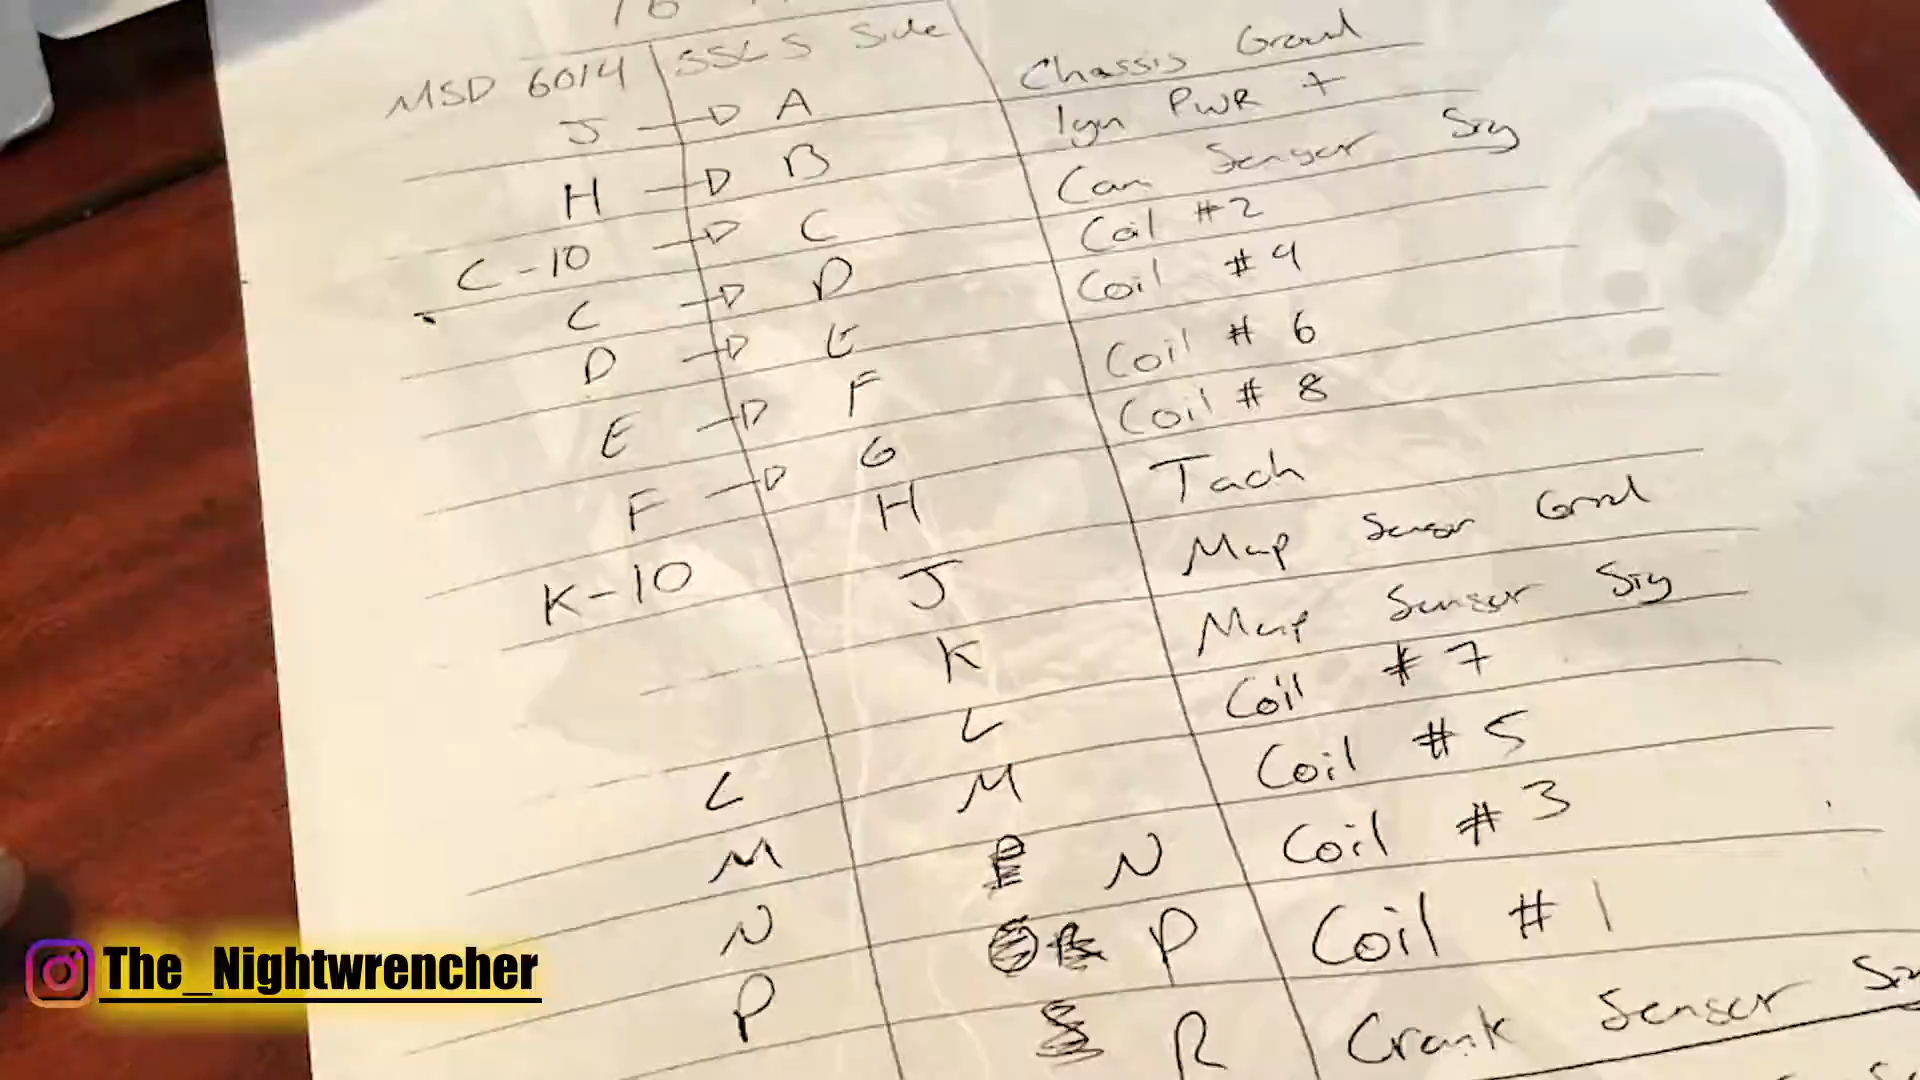 16
MSD 6014 SSLS Side
J → A Chassis Grond
H → B Ign PWR +
C-10 → C Cam Sensor Sig
C → D Coil #2
D → E Coil #4
E → F Coil # 6
F → G Coil # 8
K-10 H Tach
J Map Sensor Grnd
K Map Sensor Sig
L L Coil # 7
M M Coil # 5
N N Coil # 3
P P Coil # 1
R Crank Sensor
The_Nightwrencher